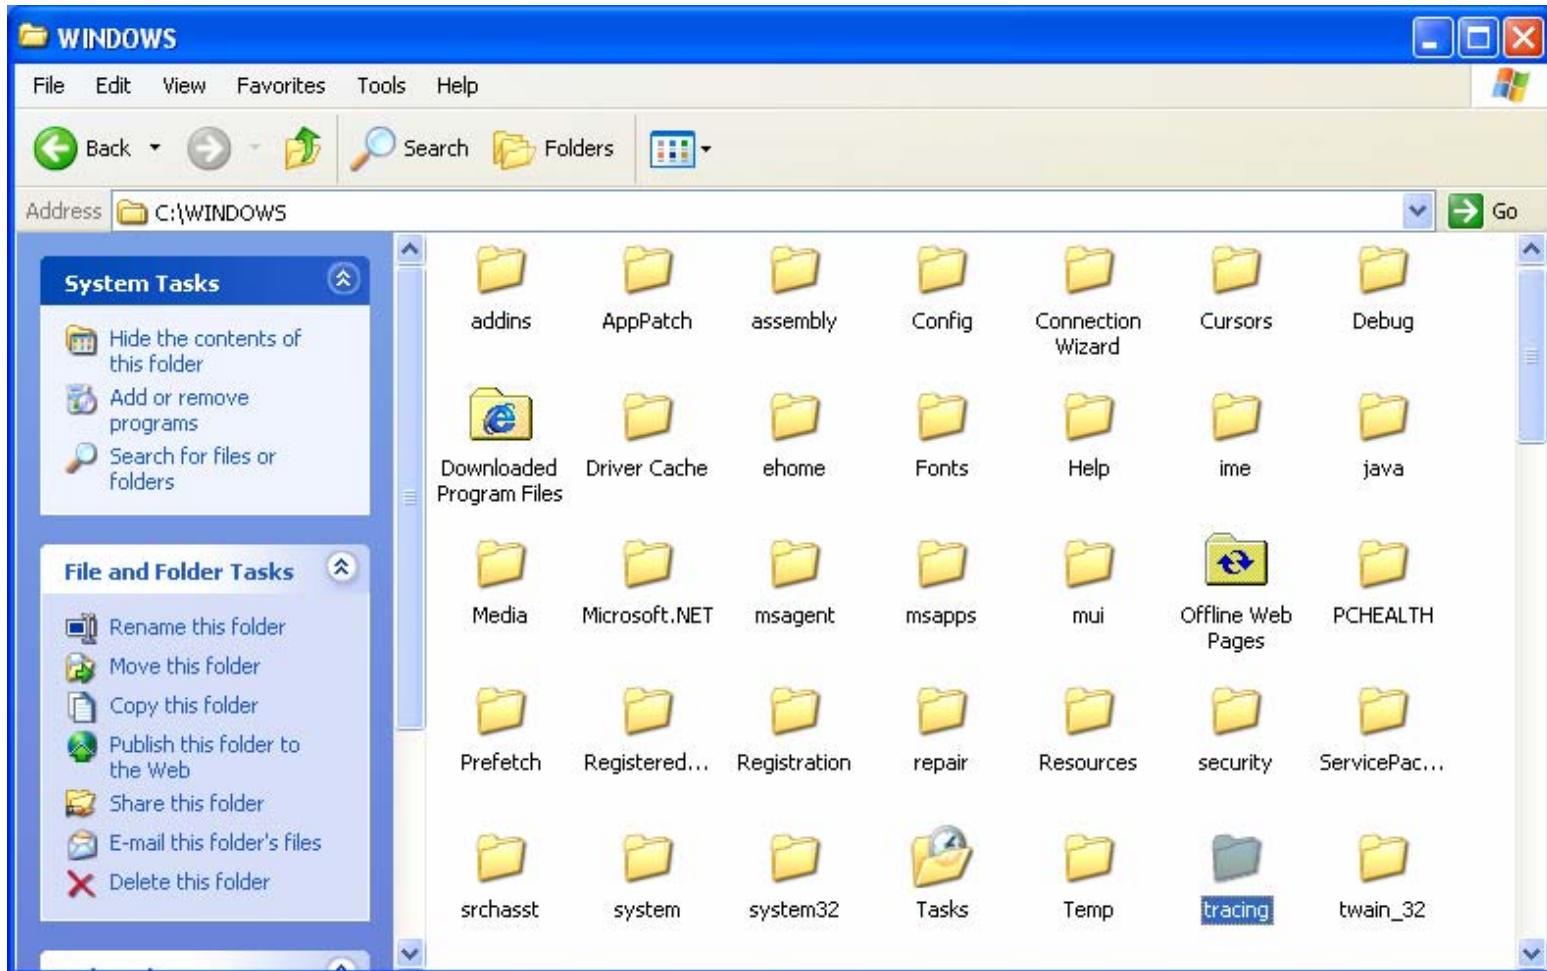 WINDOWS
File Edit View Favorites Tools Help
Back Search Folders
Address C:\WINDOWS Go
System Tasks
Hide the contents of
this folder
Add or remove
programs
Search for files or
folders
File and Folder Tasks
Rename this folder
Move this folder
Copy this folder
Publish this folder to
the Web
Share this folder
E-mail this folder's files
Delete this folder
addins AppPatch assembly Config Connection Wizard Cursors Debug
Downloaded Program Files Driver Cache ehome Fonts Help ime java
Media Microsoft.NET msagent msapps mui Offline Web Pages PCHEALTH
Prefetch Registered... Registration repair Resources security ServicePac...
srchasst system system32 Tasks Temp tracing twain_32